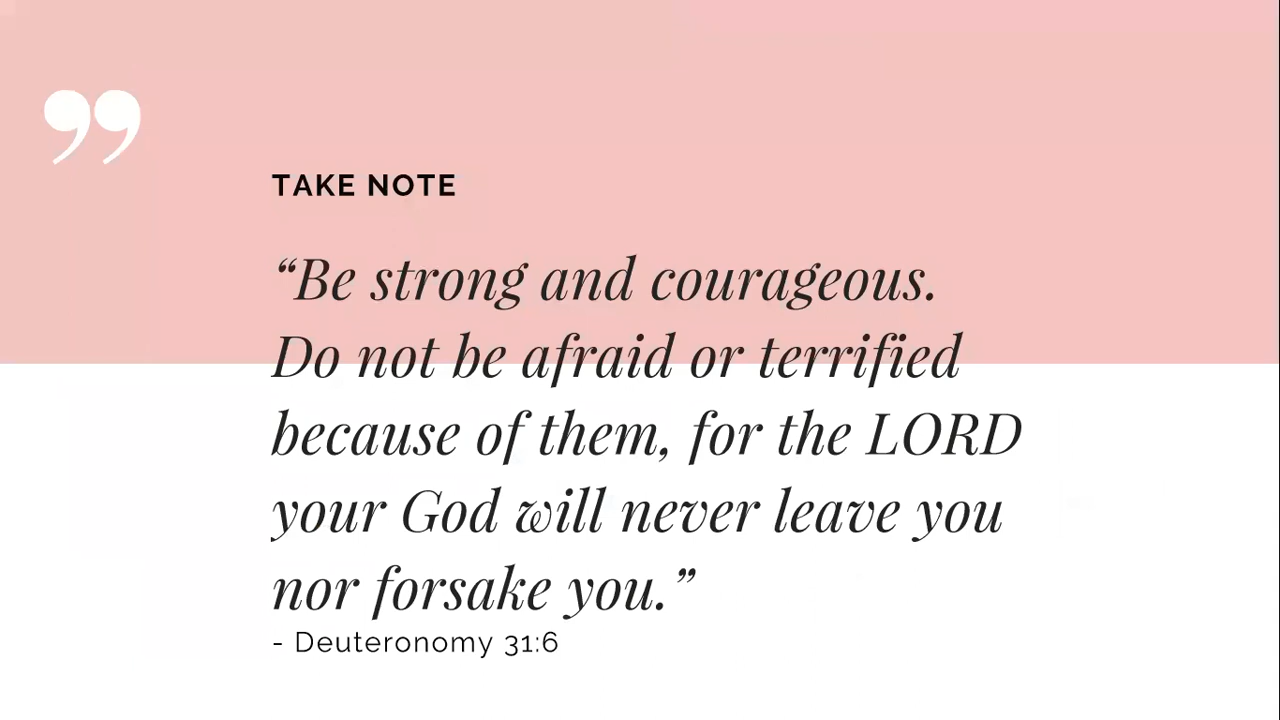 ”
TAKE NOTE
“Be strong and courageous.
Do not be afraid or terrified
because of them, for the LORD
your God will never leave you
nor forsake you.”
- Deuteronomy 31:6